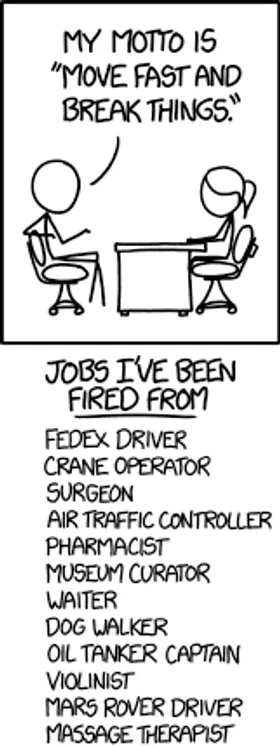 MY MOTTO IS
"MOVE FAST AND
BREAK THINGS."
JOBS I'VE BEEN
FIRED FROM
FEDEX DRIVER
CRANE OPERATOR
SURGEON
AIR TRAFFIC CONTROLLER
PHARMACIST
MUSEUM CURATOR
WAITER
DOG WALKER
OIL TANKER CAPTAIN
VIOLINIST
MARS ROVER DRIVER
MASSAGE THERAPIST